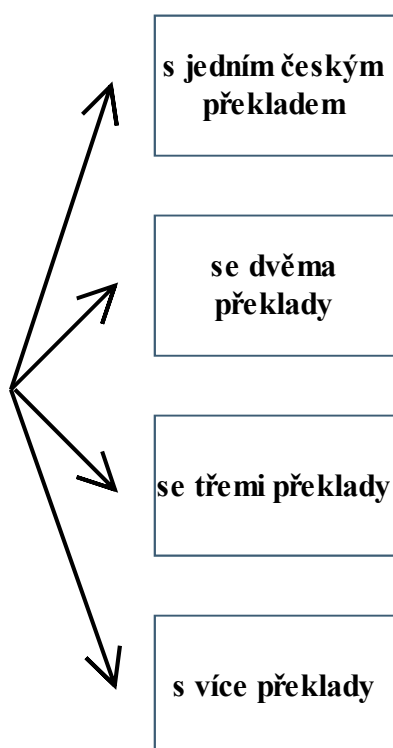 s jedním českým
překladem
se dvěma
překlady
se třemi překlady
s více překlady